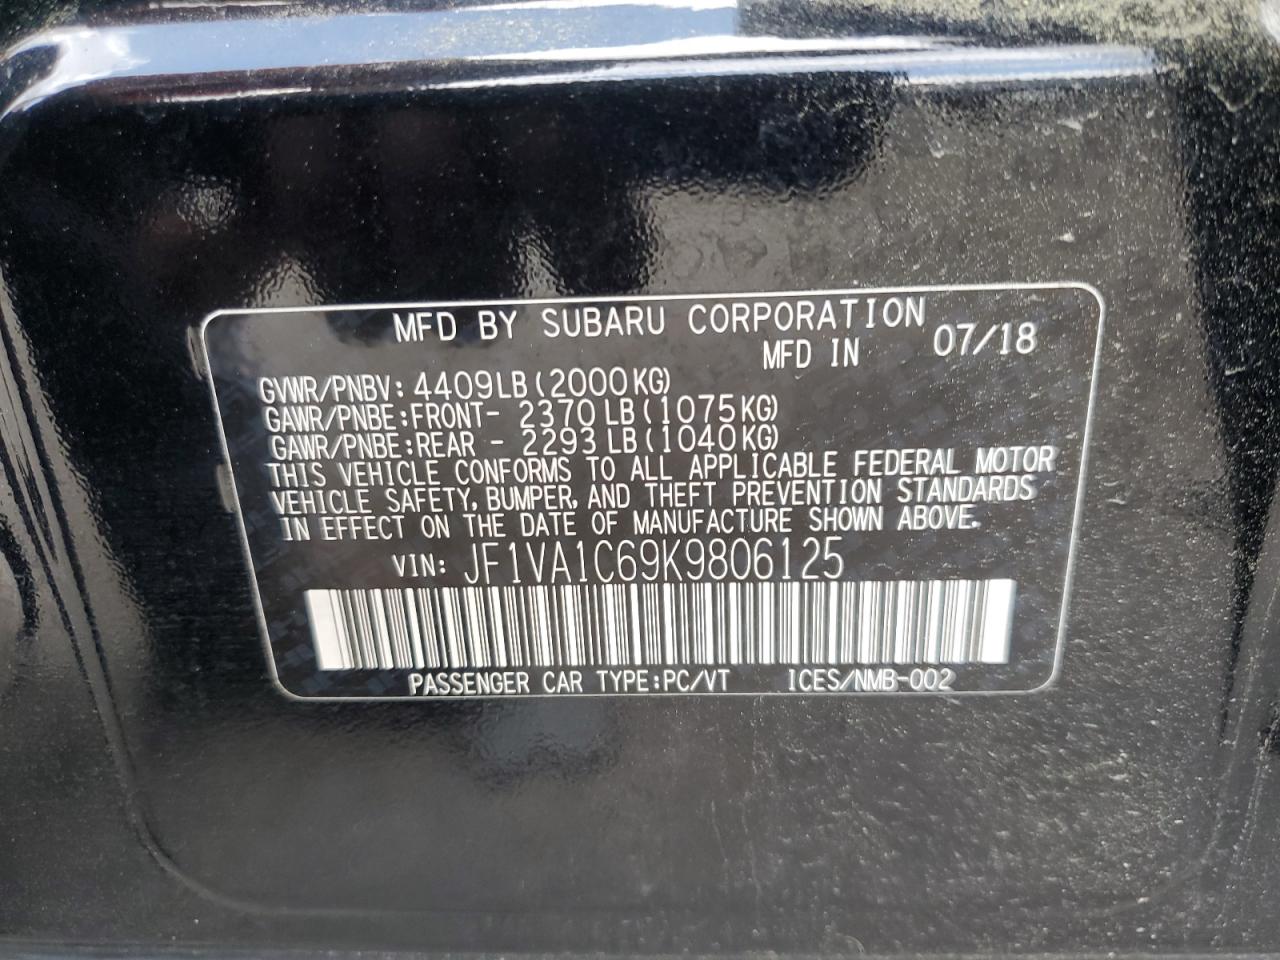 MFD BY SUBARU CORPORATION
MFD IN 07/18
GVWR/PNBV: 4409LB(2000KG)
GAWR/PNBE:FRONT- 2370LB(1075KG)
GAWR/PNBE:REAR - 2293LB(1040KG)
THIS VEHICLE CONFORMS TO ALL APPLICABLE FEDERAL MOTOR
VEHICLE SAFETY, BUMPER, AND THEFT PREVENTION STANDARDS
IN EFFECT ON THE DATE OF MANUFACTURE SHOWN ABOVE.
VIN: JF1VA1C69K9806125
PASSENGER CAR TYPE:PC/VT ICES/NMB-002